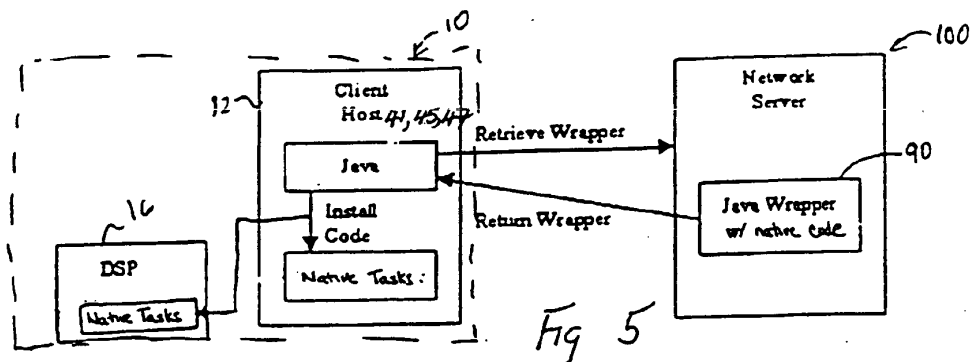 10
100
12
Client
Host 41, 45, 47
Network
Server
Retrieve Wrapper
90
Java
Java Wrapper
w/ native code
Return Wrapper
16
Install
Code
DSP
Native Tasks:
Native Tasks
Fig 5